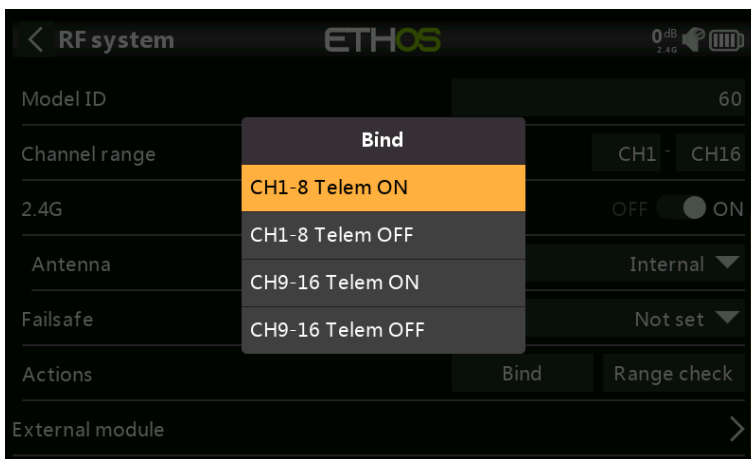 RF system
ETHOS
0dB
2.4G
Model ID
60
Channel range
CH1 - CH16
2.4G
OFF ON
Antenna
Internal
Failsafe
Not set
Actions
Bind
Range check
External module
Bind
CH1-8 Telem ON
CH1-8 Telem OFF
CH9-16 Telem ON
CH9-16 Telem OFF